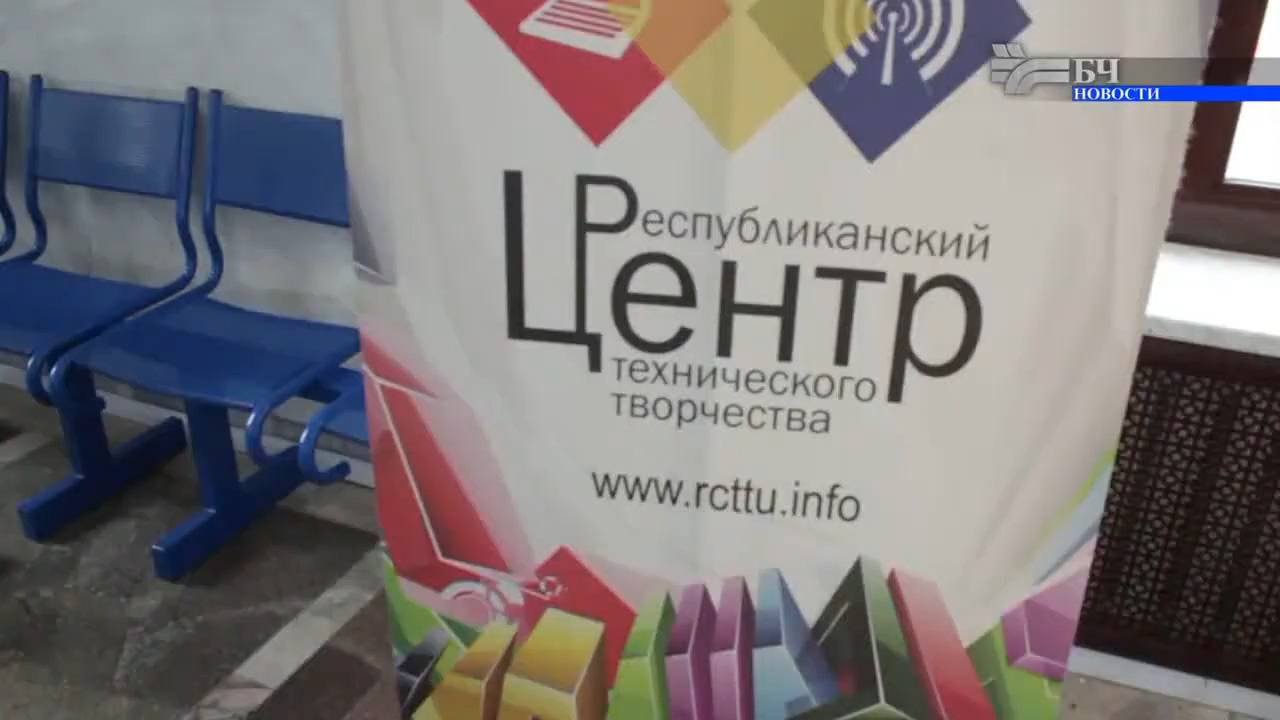 БЧ
НОВОСТИ
Республиканский
Центр
технического
творчества
www.rcttu.info